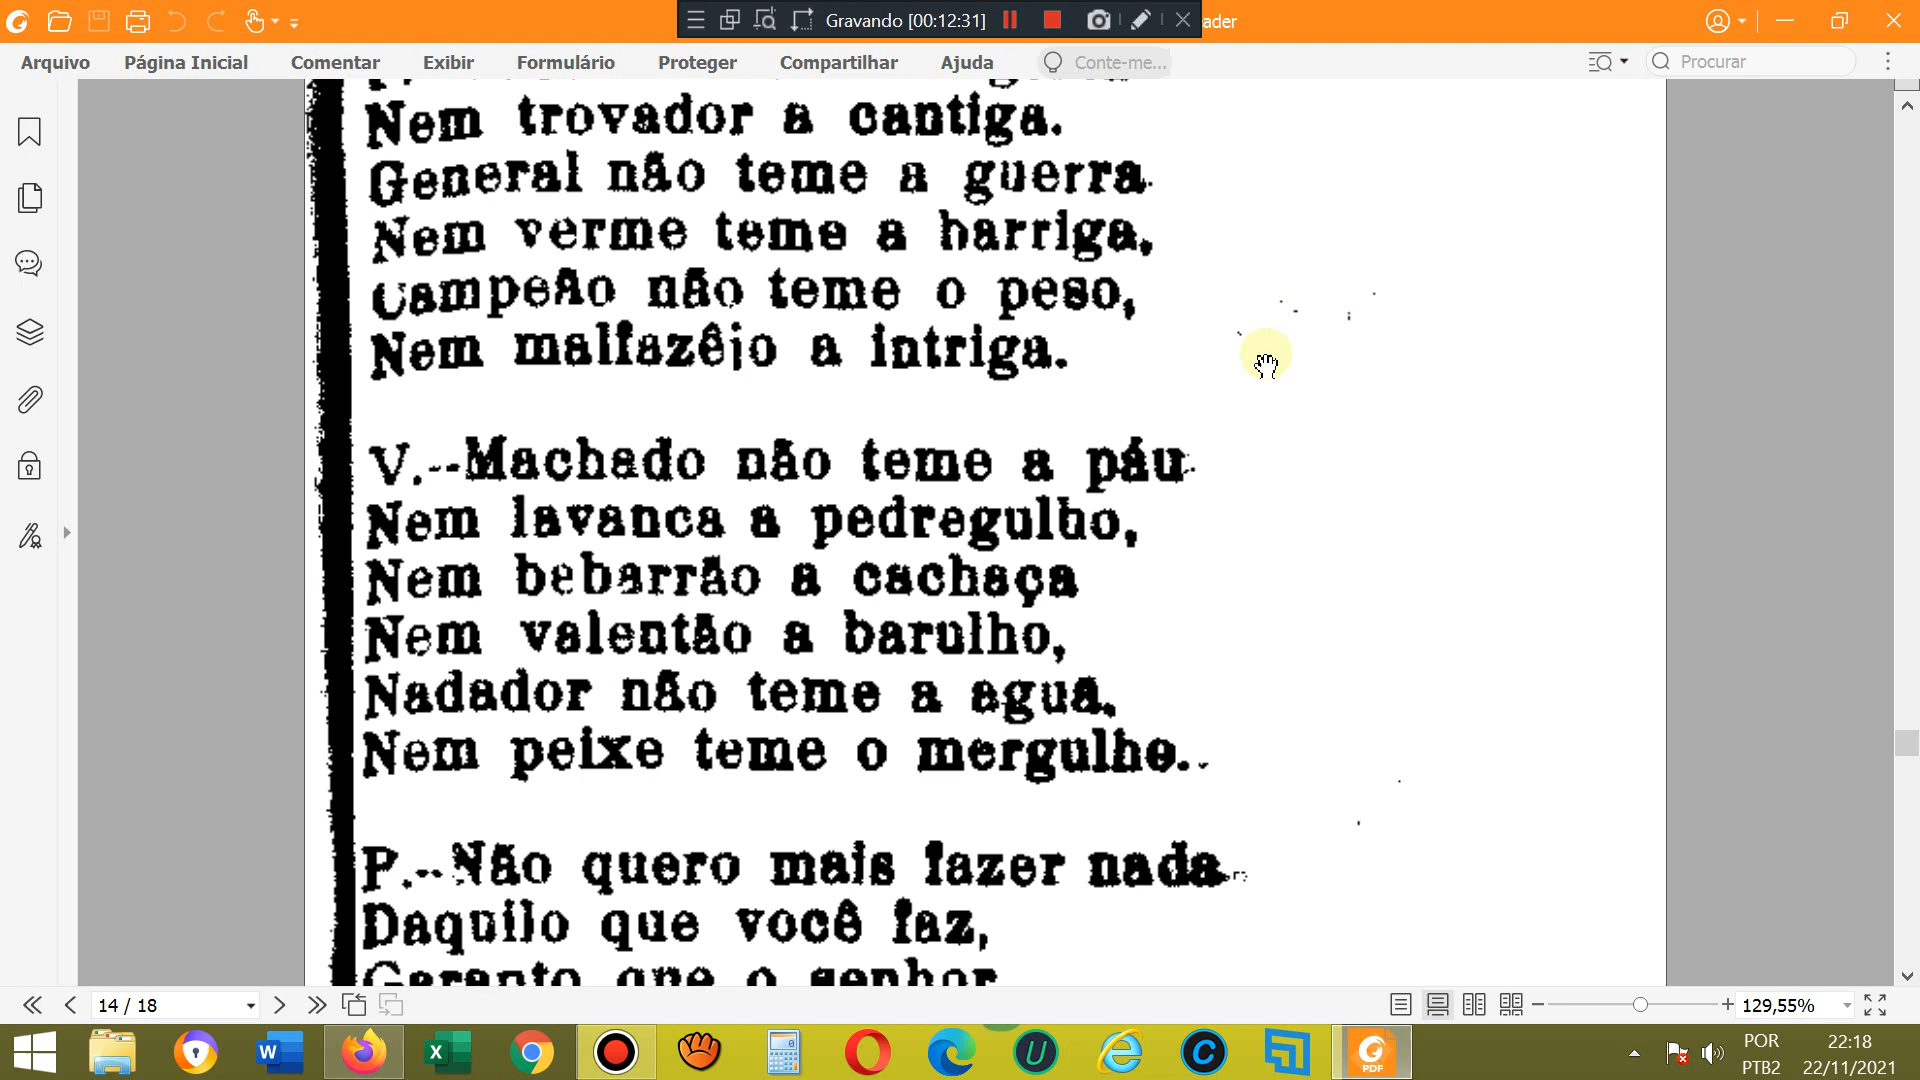 Gravando [00:12:31]
ader
Arquivo Página Inicial Comentar Exibir Formulário Proteger Compartilhar Ajuda Conte-me... Procurar
Nem trovador a cantiga.
General não teme a guerra
Nem verme teme a barriga,
Campeão não teme o peso,
Nem malfazêjo a intriga.
V.--Machado não teme a páu
Nem lavanca a pedregulho,
Nem bebarrão a cachaça
Nem valentão a barulho,
Nadador não teme a agua,
Nem peixe teme o mergulho.
P.--Não quero mais fazer nada
Daquilo que você faz,
Garanto que o senhor
14 / 18
129,55%
POR
PTB2
22:18
22/11/2021
PDF